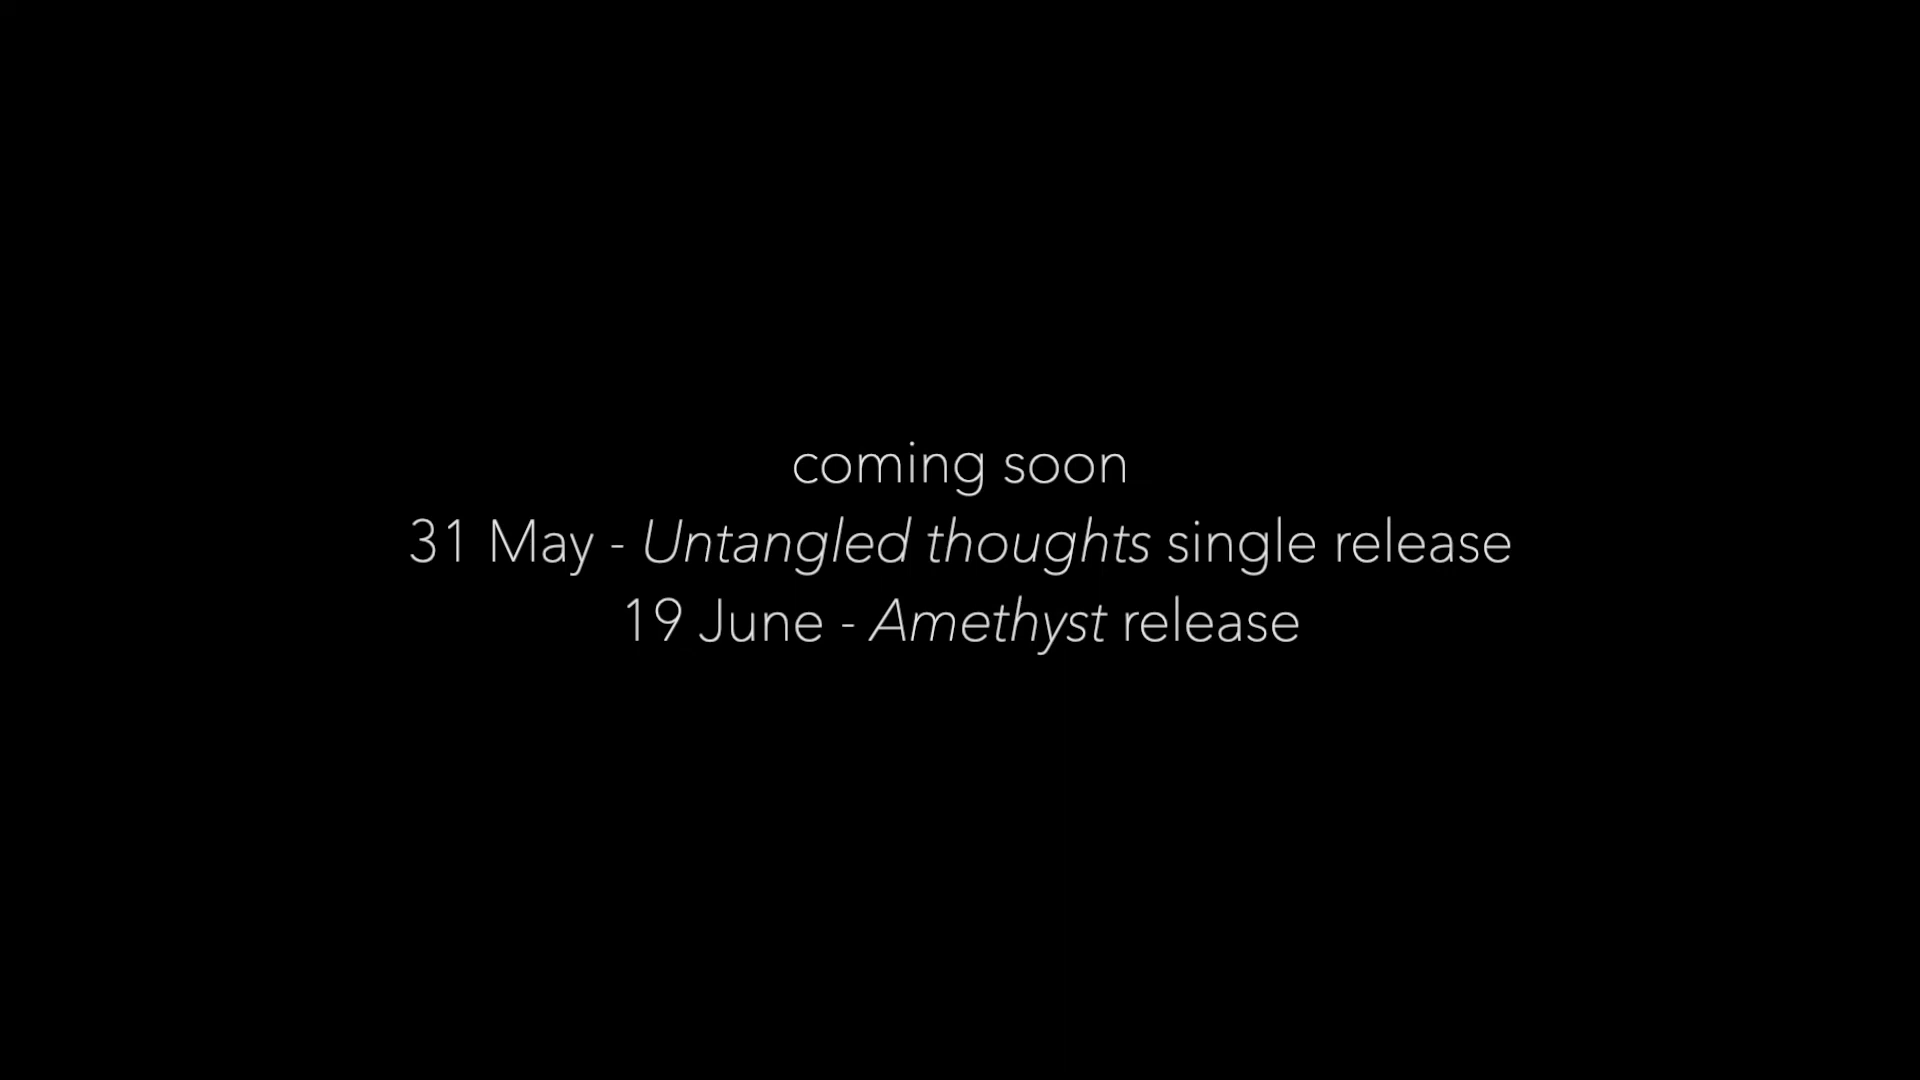 coming soon
31 May - Untangled thoughts single release
19 June - Amethyst release